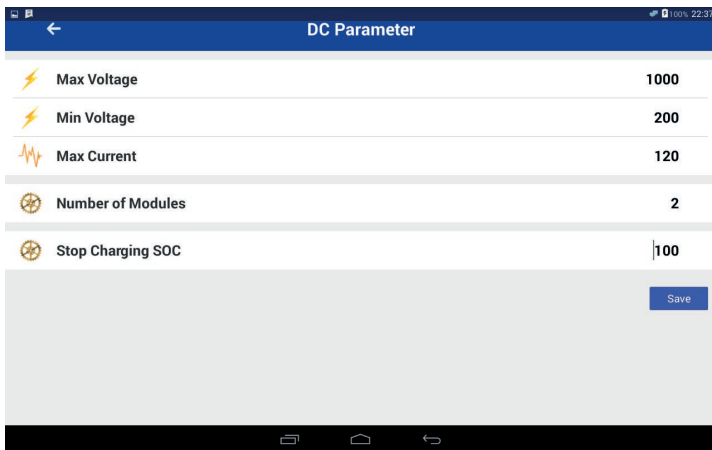 100% 22:37
DC Parameter
Max Voltage 1000
Min Voltage 200
Max Current 120
Number of Modules 2
Stop Charging SOC 100
Save